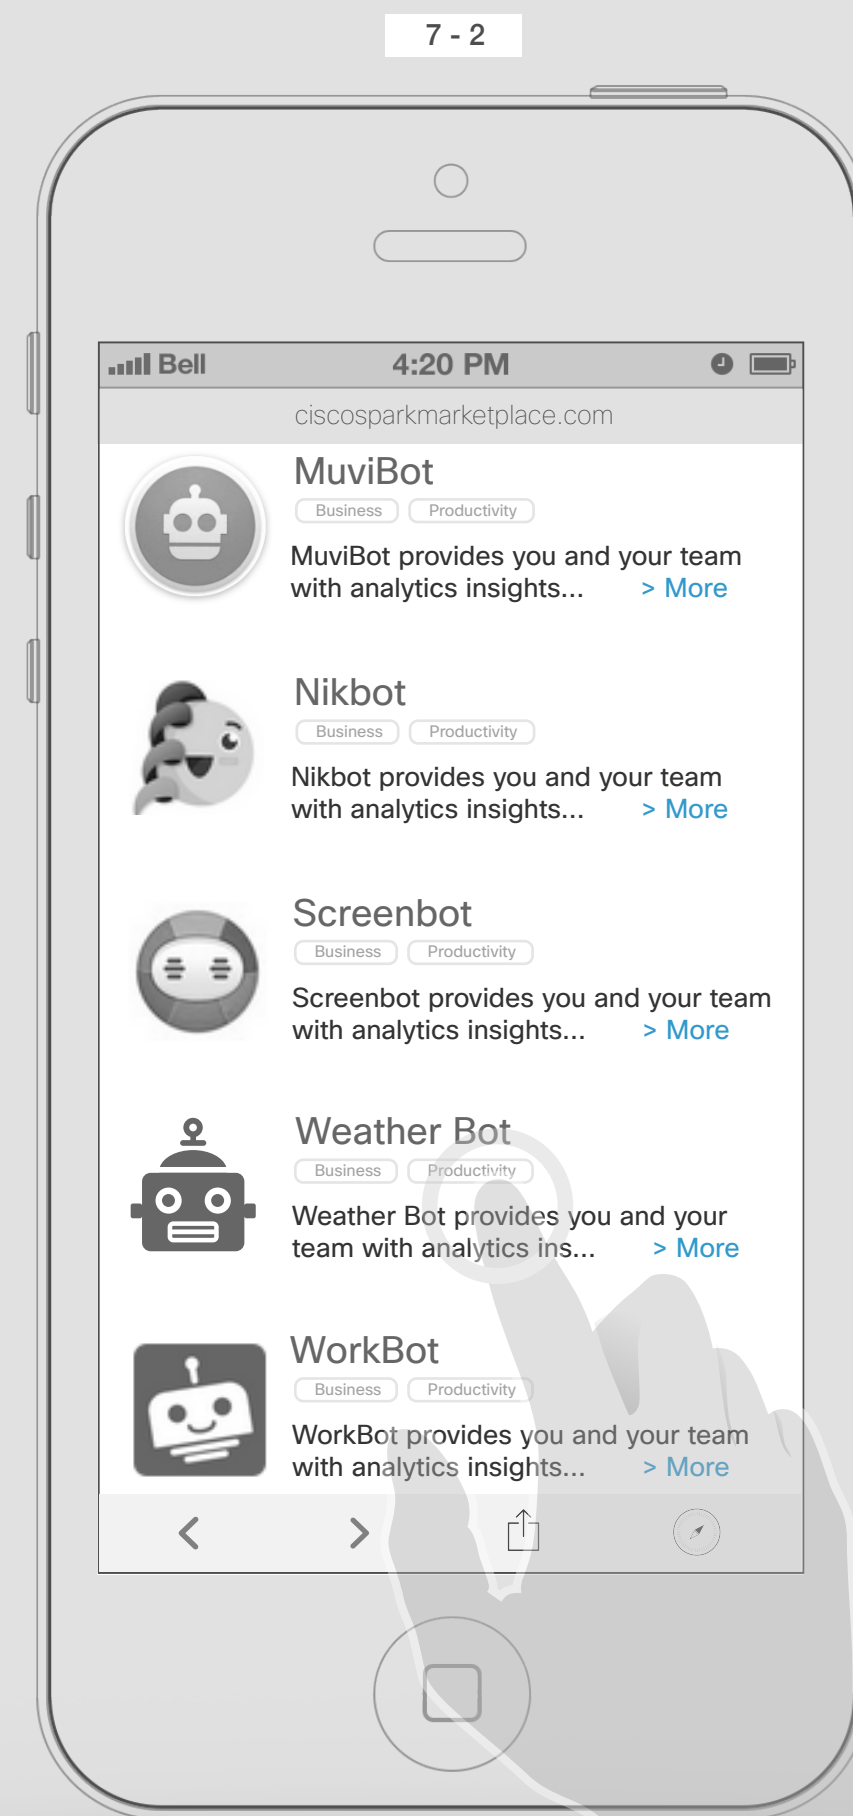 7 - 2
Bell 4:20 PM
ciscosparkmarketplace.com
MuviBot
Business Productivity
MuviBot provides you and your team
with analytics insights... > More
Nikbot
Business Productivity
Nikbot provides you and your team
with analytics insights... > More
Screenbot
Business Productivity
Screenbot provides you and your team
with analytics insights... > More
Weather Bot
Business Productivity
Weather Bot provides you and your
team with analytics ins... > More
WorkBot
Business Productivity
WorkBot provides you and your team
with analytics insights... > More